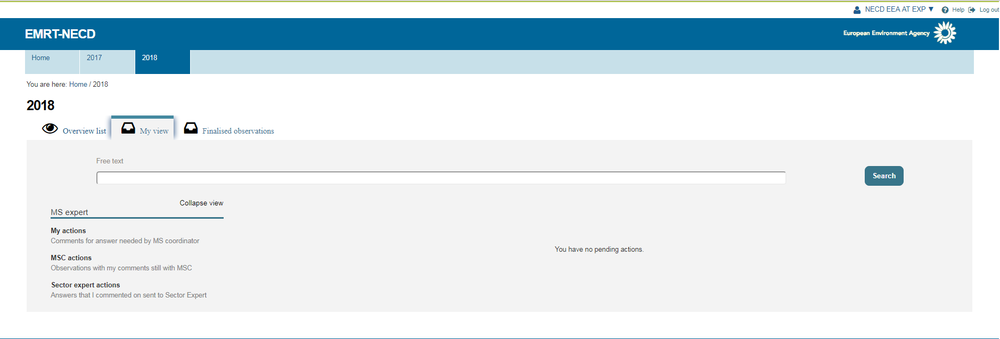 NECD EEA AT EXP ▼ Help Log out
EMRT-NECD
European Environment Agency
Home 2017 2018
You are here: Home / 2018
2018
Overview list My view Finalised observations
Free text
Search
Collapse view
MS expert
My actions
Comments for answer needed by MS coordinator
You have no pending actions.
MSC actions
Observations with my comments still with MSC
Sector expert actions
Answers that I commented on sent to Sector Expert